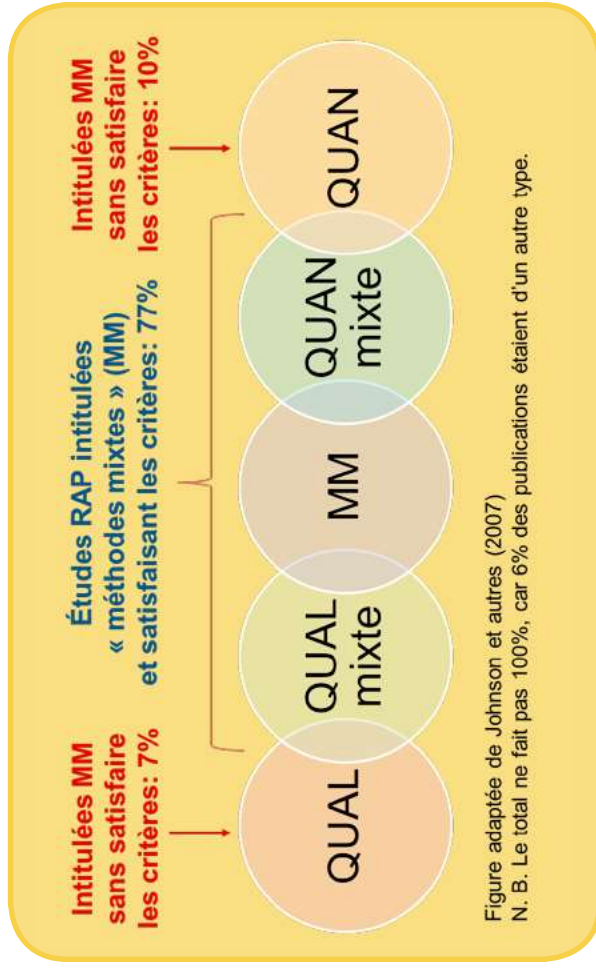 Intitulées MM
sans satisfaire
les critères: 7%
Études RAP intitulées
« méthodes mixtes » (MM)
et satisfaisant les critères: 77%
Intitulées MM
sans satisfaire
les critères: 10%
QUAL
QUAL
mixte
MM
QUAN
mixte
QUAN
Figure adaptée de Johnson et autres (2007)
N. B. Le total ne fait pas 100%, car 6% des publications étaient d'un autre type.